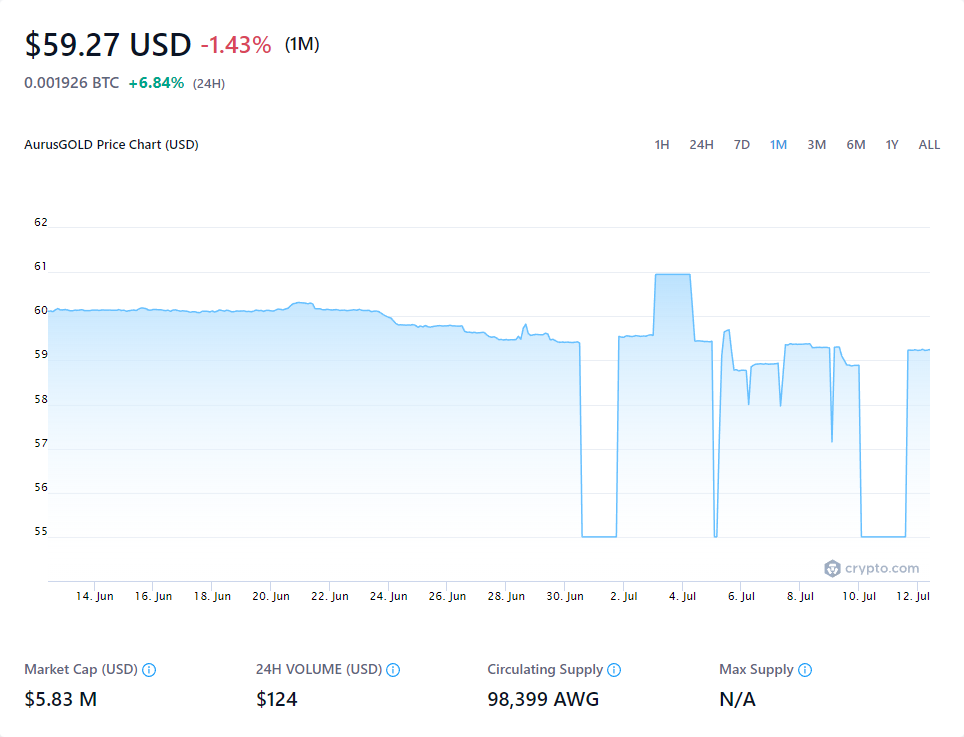 $59.27 USD -1.43% (1M)
0.001926 BTC +6.84% (24H)
AurusGOLD Price Chart (USD) 1H 24H 7D 1M 3M 6M 1Y ALL
62
61
60
59
58
57
56
55
crypto.com
14. Jun 16. Jun 18. Jun 20. Jun 22. Jun 24. Jun 26. Jun 28. Jun 30. Jun 2. Jul 4. Jul 6. Jul 8. Jul 10. Jul 12. Jul
Market Cap (USD) 24H VOLUME (USD) Circulating Supply Max Supply
$5.83 M $124 98,399 AWG N/A